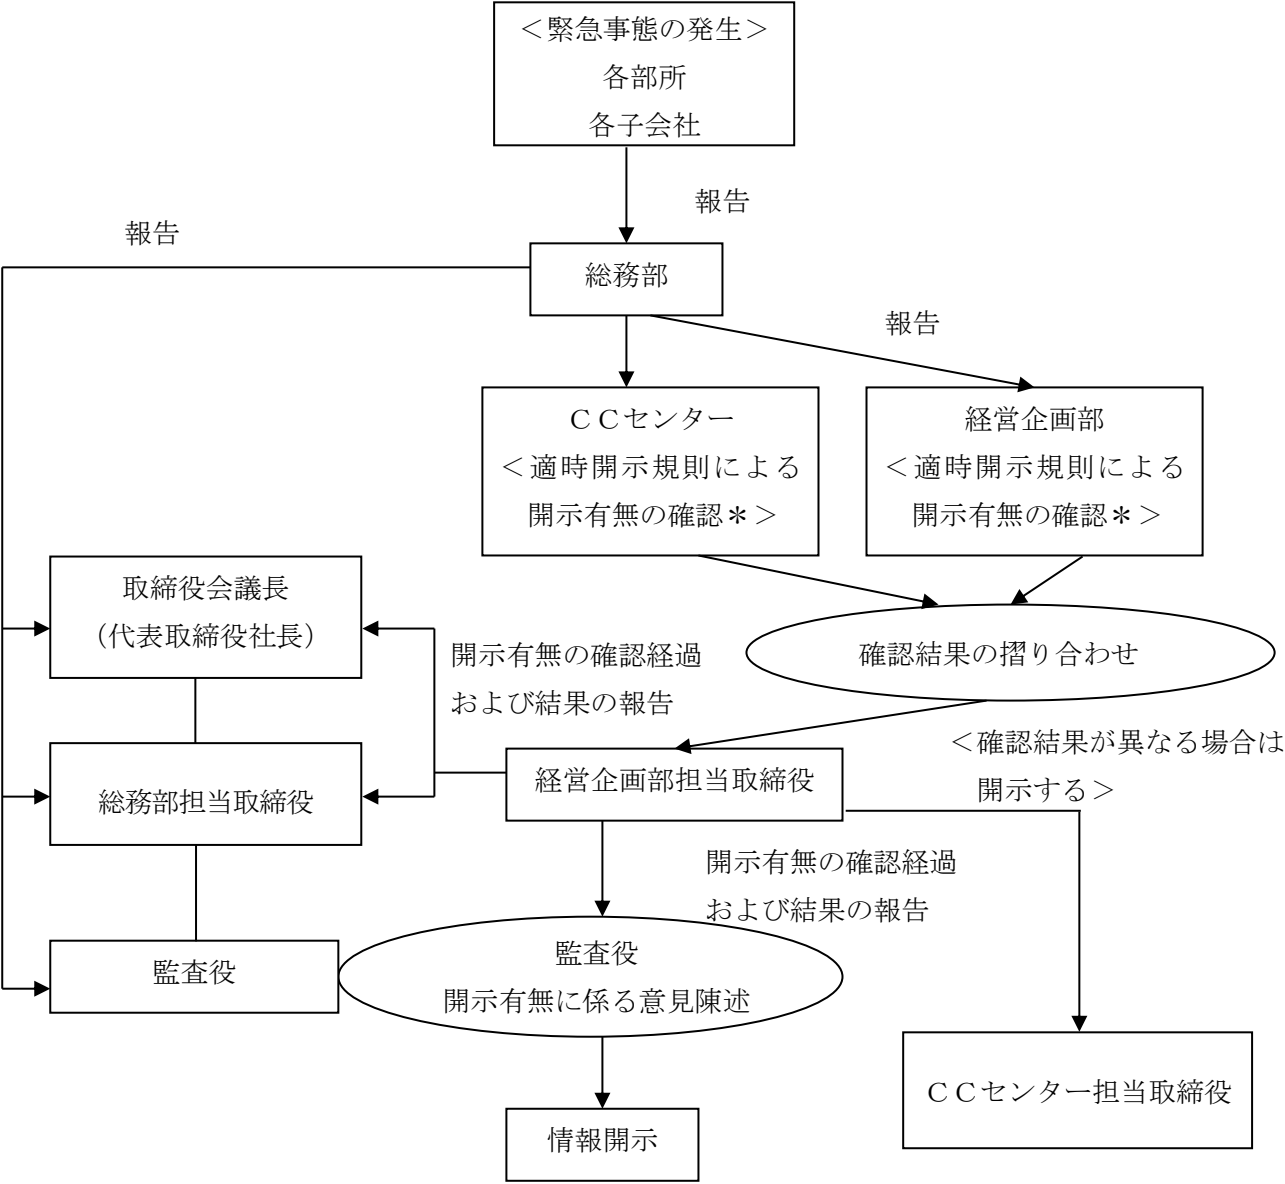 ＜緊急事態の発生＞
各部所
各子会社
報告
報告
総務部
報告
ＣＣセンター
＜適時開示規則による
開示有無の確認＊＞
経営企画部
＜適時開示規則による
開示有無の確認＊＞
取締役会議長
（代表取締役社長）
開示有無の確認経過
および結果の報告
確認結果の摺り合わせ
＜確認結果が異なる場合は
開示する＞
総務部担当取締役
経営企画部担当取締役
開示有無の確認経過
および結果の報告
監査役
監査役
開示有無に係る意見陳述
ＣＣセンター担当取締役
情報開示